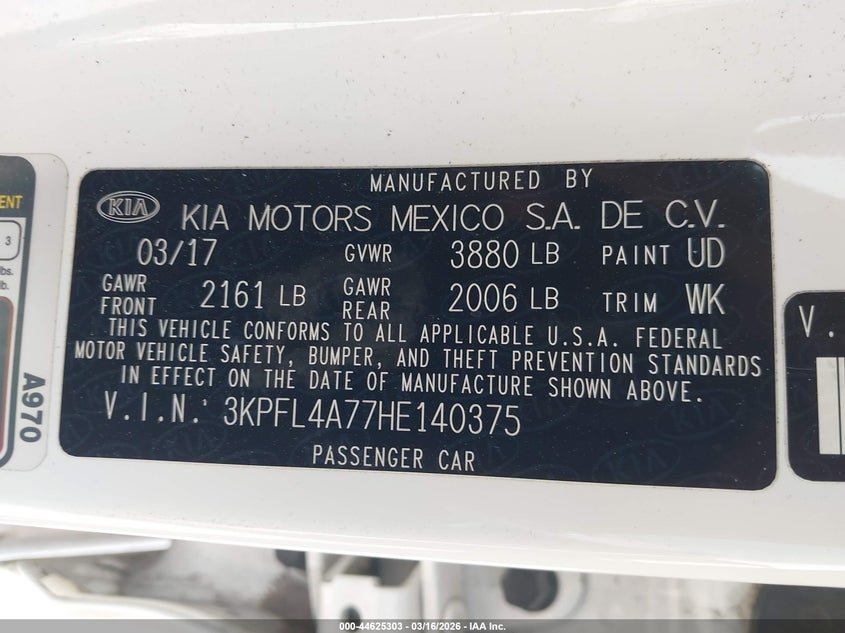 MANUFACTURED BY
KIA KIA MOTORS MEXICO S.A. DE C.V.
03/17 GVWR 3880 LB PAINT UD
GAWR FRONT 2161 LB GAWR REAR 2006 LB TRIM WK
THIS VEHICLE CONFORMS TO ALL APPLICABLE U.S.A. FEDERAL
MOTOR VEHICLE SAFETY, BUMPER, AND THEFT PREVENTION STANDARDS
IN EFFECT ON THE DATE OF MANUFACTURE SHOWN ABOVE.
V.I.N. : 3KPFL4A77HE140375
PASSENGER CAR
3
lbs.
lb.
A970
V.
000-44625303 - 03/16/2026 - IAA Inc.